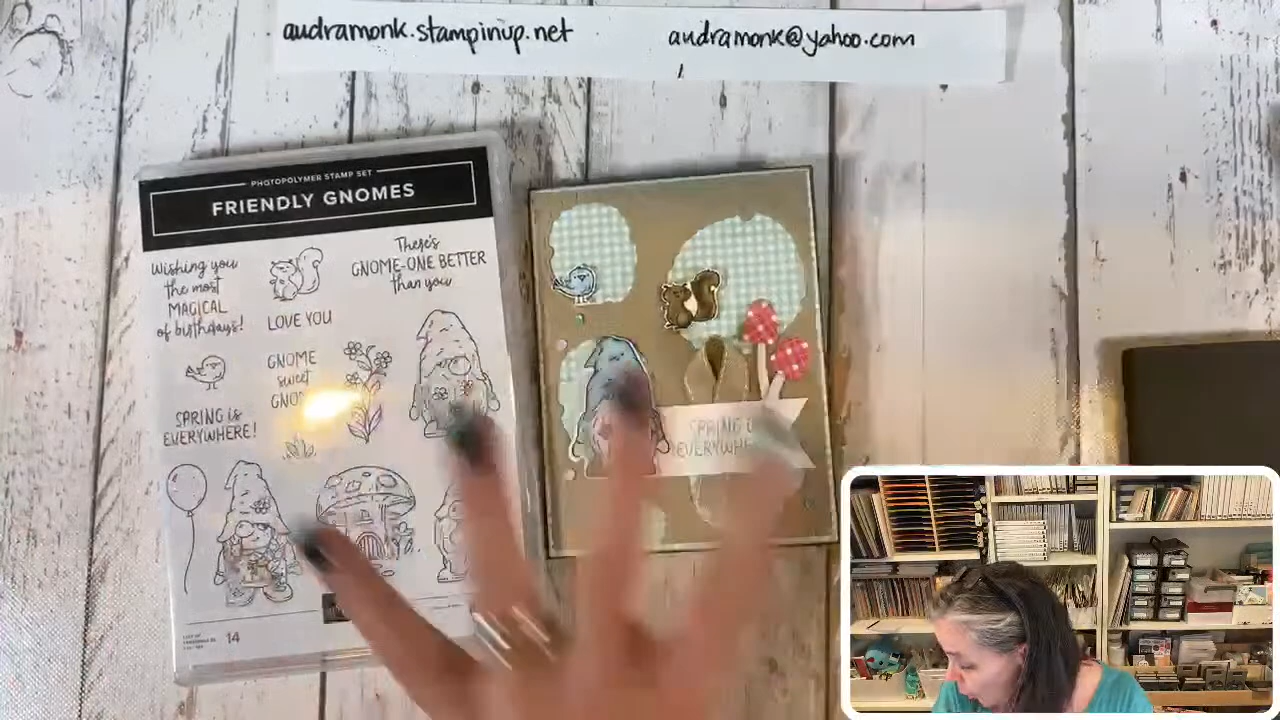 audramonk.stampinup.net
audramonk@yahoo.com
PHOTOPOLYMER STAMP SET
FRIENDLY GNOMES
Wishing you
the most
MAGICAL
of birthdays!
LOVE YOU
There's
GNOME-ONE BETTER
than you
GNOME
sweet
SPRING is
EVERYWHERE!
14
SPRING